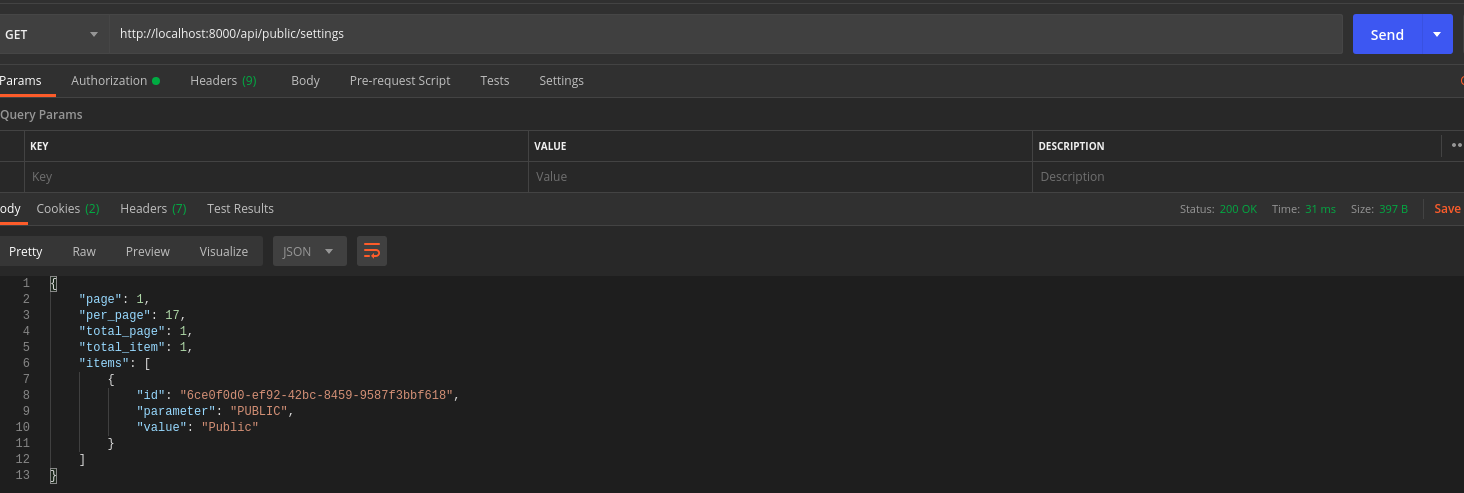 GET http://localhost:8000/api/public/settings Send
Params Authorization Headers (9) Body Pre-request Script Tests Settings
Query Params
KEY VALUE DESCRIPTION
Key Value Description
ody Cookies (2) Headers (7) Test Results Status: 200 OK Time: 31 ms Size: 397 B Save
Pretty Raw Preview Visualize JSON
1 {
2 "page": 1,
3 "per_page": 17,
4 "total_page": 1,
5 "total_item": 1,
6 "items": [
7 {
8 "id": "6ce0f0d0-ef92-42bc-8459-9587f3bbf618",
9 "parameter": "PUBLIC",
10 "value": "Public"
11 }
12 ]
13 }